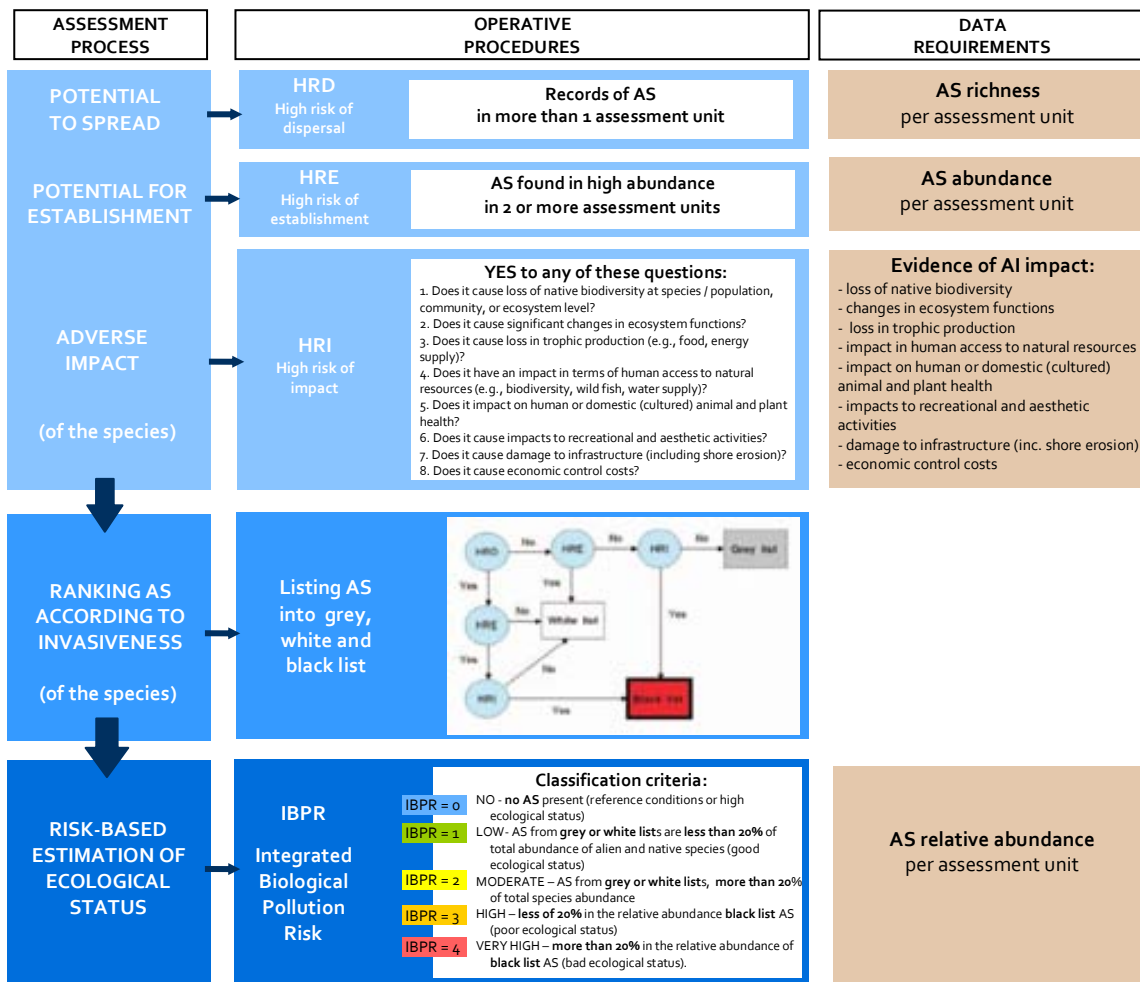 ASSESSMENT
PROCESS
OPERATIVE
PROCEDURES
DATA
REQUIREMENTS
POTENTIAL
TO SPREAD
HRD
High risk of
dispersal
Records of AS
in more than 1 assessment unit
AS richness
per assessment unit
POTENTIAL FOR
ESTABLISHMENT
HRE
High risk of
establishment
AS found in high abundance
in 2 or more assessment units
AS abundance
per assessment unit
ADVERSE
IMPACT
(of the species)
HRI
High risk of
impact
YES to any of these questions:
1. Does it cause loss of native biodiversity at species / population,
community, or ecosystem level?
2. Does it cause significant changes in ecosystem functions?
3. Does it cause loss in trophic production (e.g., food, energy
supply)?
4. Does it have an impact in terms of human access to natural
resources (e.g., biodiversity, wild fish, water supply)?
5. Does it impact on human or domestic (cultured) animal and plant
health?
6. Does it cause impacts to recreational and aesthetic activities?
7. Does it cause damage to infrastructure (including shore erosion)?
8. Does it cause economic control costs?
Evidence of AI impact:
- loss of native biodiversity
- changes in ecosystem functions
- loss in trophic production
- impact in human access to natural resources
- impact on human or domestic (cultured)
animal and plant health
- impacts to recreational and aesthetic
activities
- damage to infrastructure (inc. shore erosion)
- economic control costs
RANKING AS
ACCORDING TO
INVASIVENESS
(of the species)
Listing AS
into grey,
white and
black list
HRD
No
HRE
No
HRI
No
Grey list
Yes
Yes
Yes
HRE
No
White list
Yes
No
HRI
Yes
Black list
RISK-BASED
ESTIMATION OF
ECOLOGICAL
STATUS
IBPR
Integrated
Biological
Pollution
Risk
Classification criteria:
IBPR = 0
NO - no AS present (reference conditions or high
ecological status)
IBPR = 1
LOW- AS from grey or white lists are less than 20% of
total abundance of alien and native species (good
ecological status)
IBPR = 2
MODERATE – AS from grey or white lists, more than 20%
of total species abundance
IBPR = 3
HIGH – less of 20% in the relative abundance black list AS
(poor ecological status)
IBPR = 4
VERY HIGH – more than 20% in the relative abundance of
black list AS (bad ecological status).
AS relative abundance
per assessment unit